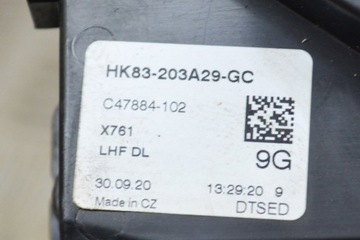 HK83-203A29-GC
C47884-102
X761
LHF DL
9G
30.09.20 13:29:20 9
Made in CZ DTSED